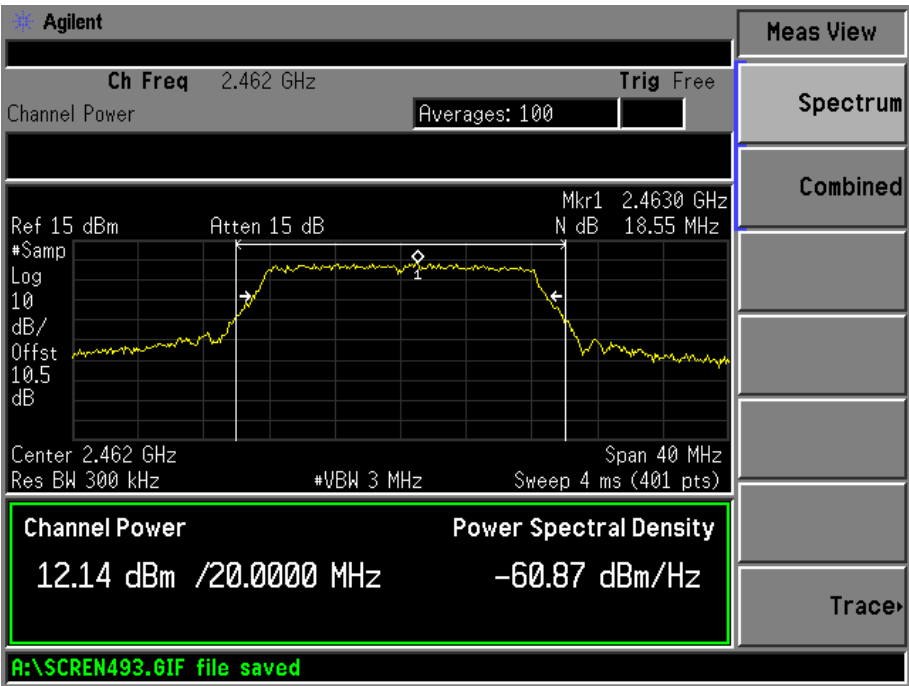 Agilent
Meas View
Ch Freq 2.462 GHz Trig Free
Channel Power
Averages: 100
Spectrum
Combined
Mkr1 2.4630 GHz
Ref 15 dBm Atten 15 dB N dB 18.55 MHz
#Samp
Log
10
dB/
Offst
10.5
dB
1
Center 2.462 GHz Span 40 MHz
Res BW 300 kHz #VBW 3 MHz Sweep 4 ms (401 pts)
Channel Power Power Spectral Density
12.14 dBm /20.0000 MHz -60.87 dBm/Hz
Trace
A:\SCREN493.GIF file saved